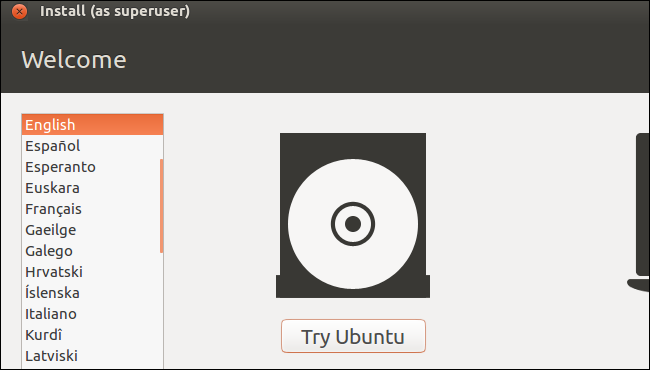 Install (as superuser)
Welcome
English
Español
Esperanto
Euskara
Français
Gaeilge
Galego
Hrvatski
Íslenska
Italiano
Kurdî
Latviski
Try Ubuntu